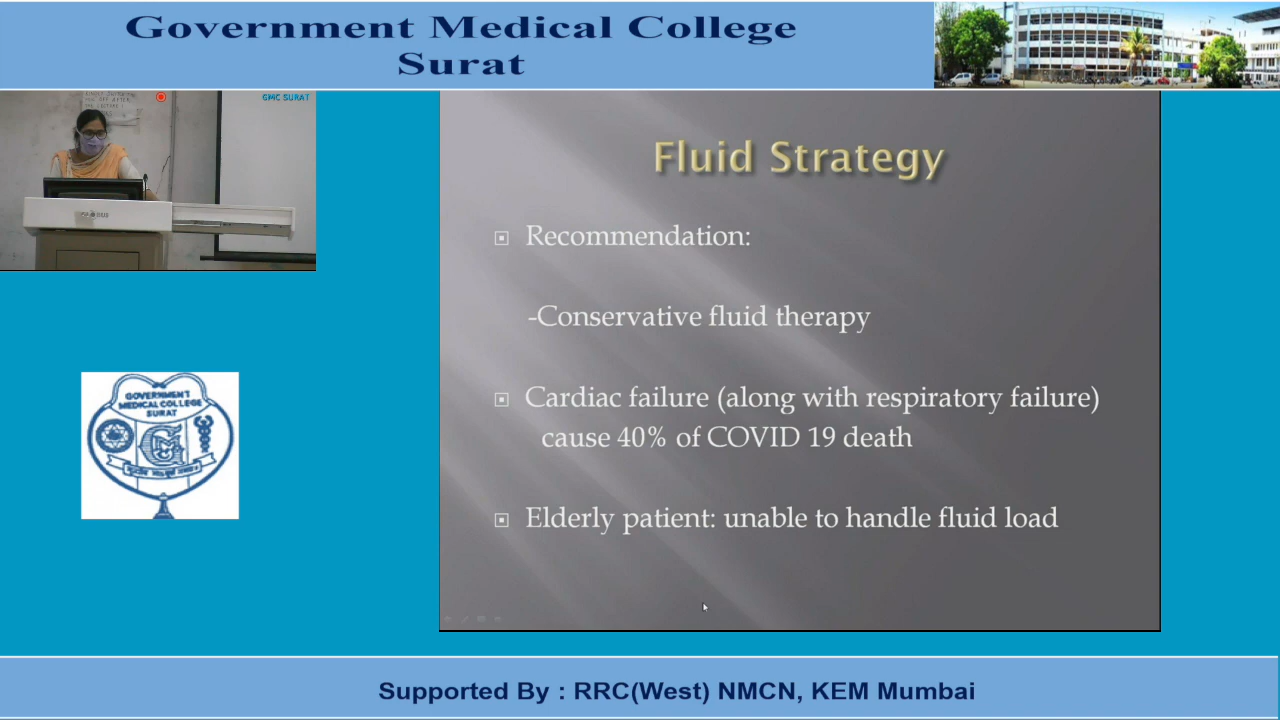 Government Medical College
Surat
GMC SURAT
Fluid Strategy
Recommendation:
-Conservative fluid therapy
Cardiac failure (along with respiratory failure)
cause 40% of COVID 19 death
Elderly patient: unable to handle fluid load
GOVERNMENT
MEDICAL COLLEGE
SURAT
Supported By : RRC(West) NMCN, KEM Mumbai